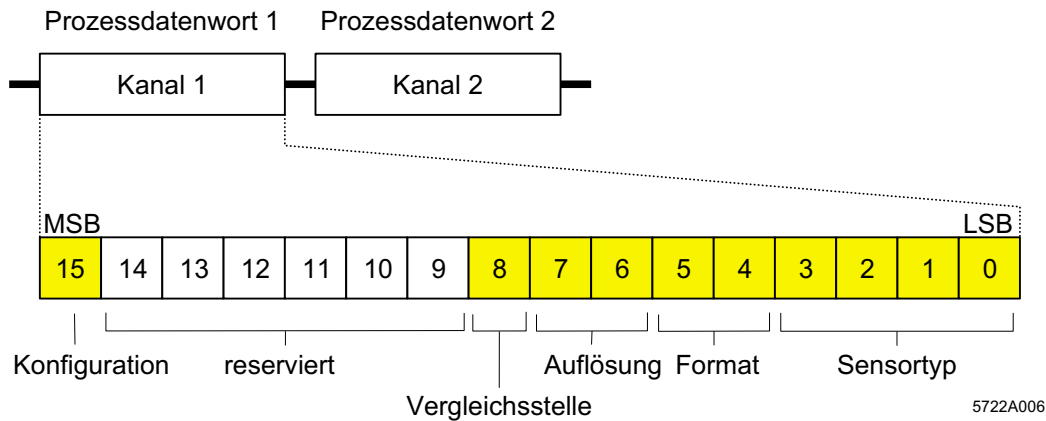 Prozessdatenwort 1 Prozessdatenwort 2
Kanal 1 Kanal 2
MSB LSB
15 14 13 12 11 10 9 8 7 6 5 4 3 2 1 0
Konfiguration reserviert Auflösung Format Sensortyp
Vergleichsstelle 5722A006